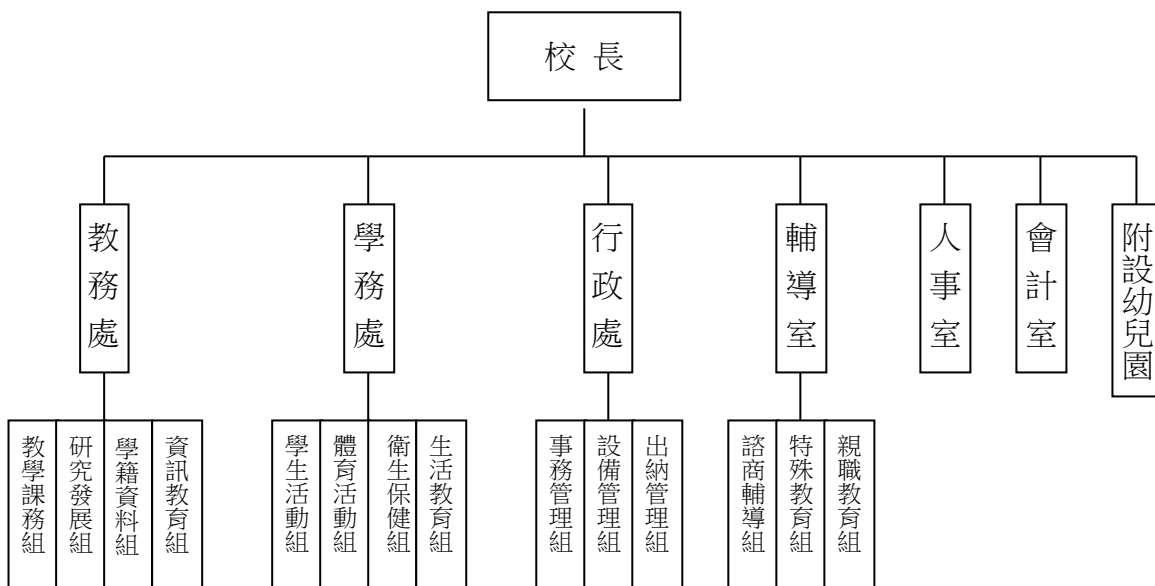 校長
教務處
學務處
行政處
輔導室
人事室
會計室
附設幼兒園
教學課務組
研究發展組
學籍資料組
資訊教育組
學生活動組
體育活動組
衛生保健組
生活教育組
事務管理組
設備管理組
出納管理組
諮商輔導組
特殊教育組
親職教育組